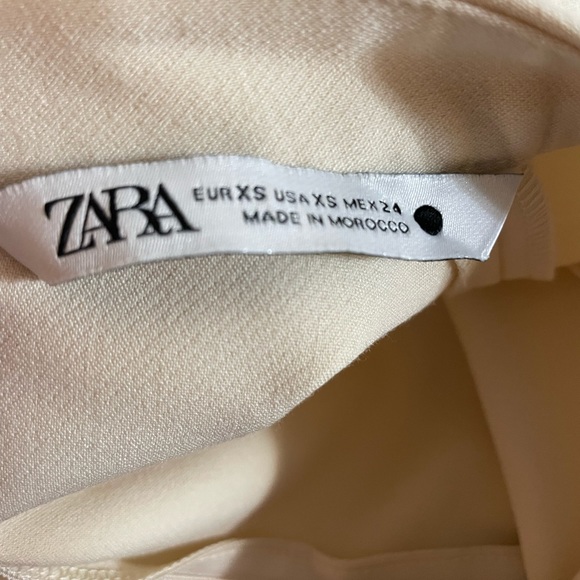 ZARA
EUR XS USA XS MEX 24
MADE IN MOROCCO